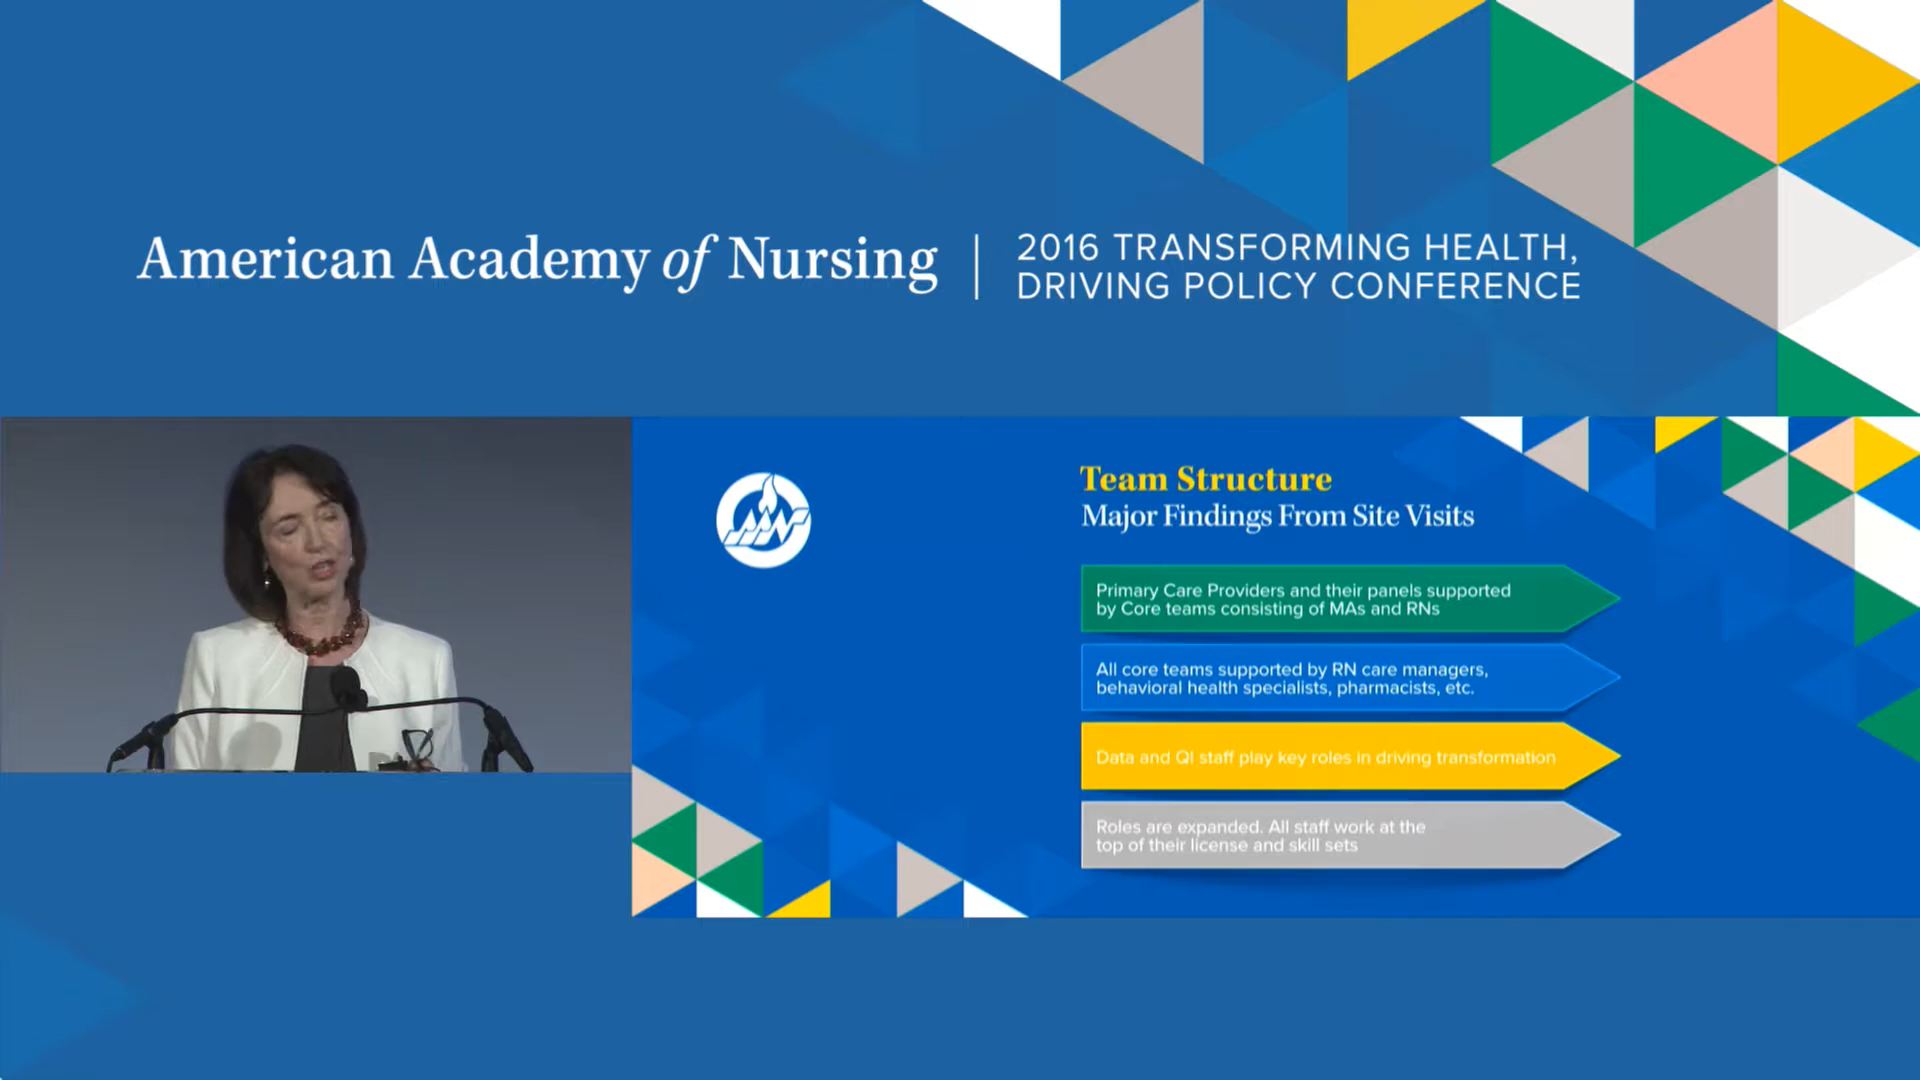 American Academy of Nursing
2016 TRANSFORMING HEALTH,
DRIVING POLICY CONFERENCE
Team Structure
Major Findings From Site Visits
Primary Care Providers and their panels supported
by Core teams consisting of MAs and RNs
All core teams supported by RN care managers,
behavioral health specialists, pharmacists, etc.
Data and QI staff play key roles in driving transformation
Roles are expanded. All staff work at the
top of their license and skill sets